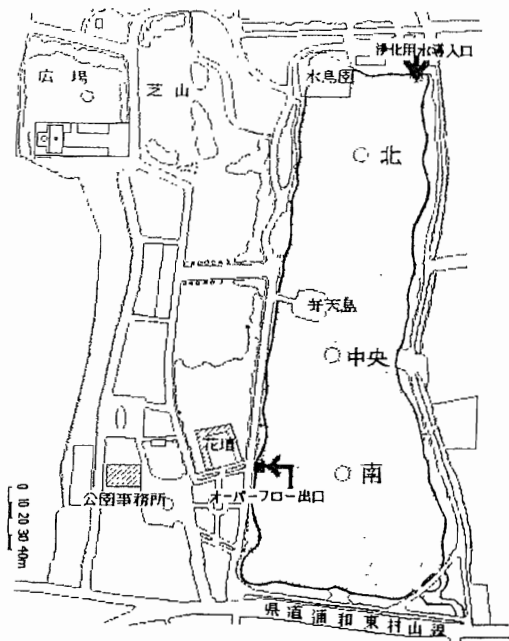 浄化用水導入口
広場
芝山
水鳥園
○北
弁天島
○中央
花壇
○南
公園事務所
オーバーフロー出口
0 10 20 30 40m
県道浦和東村山線